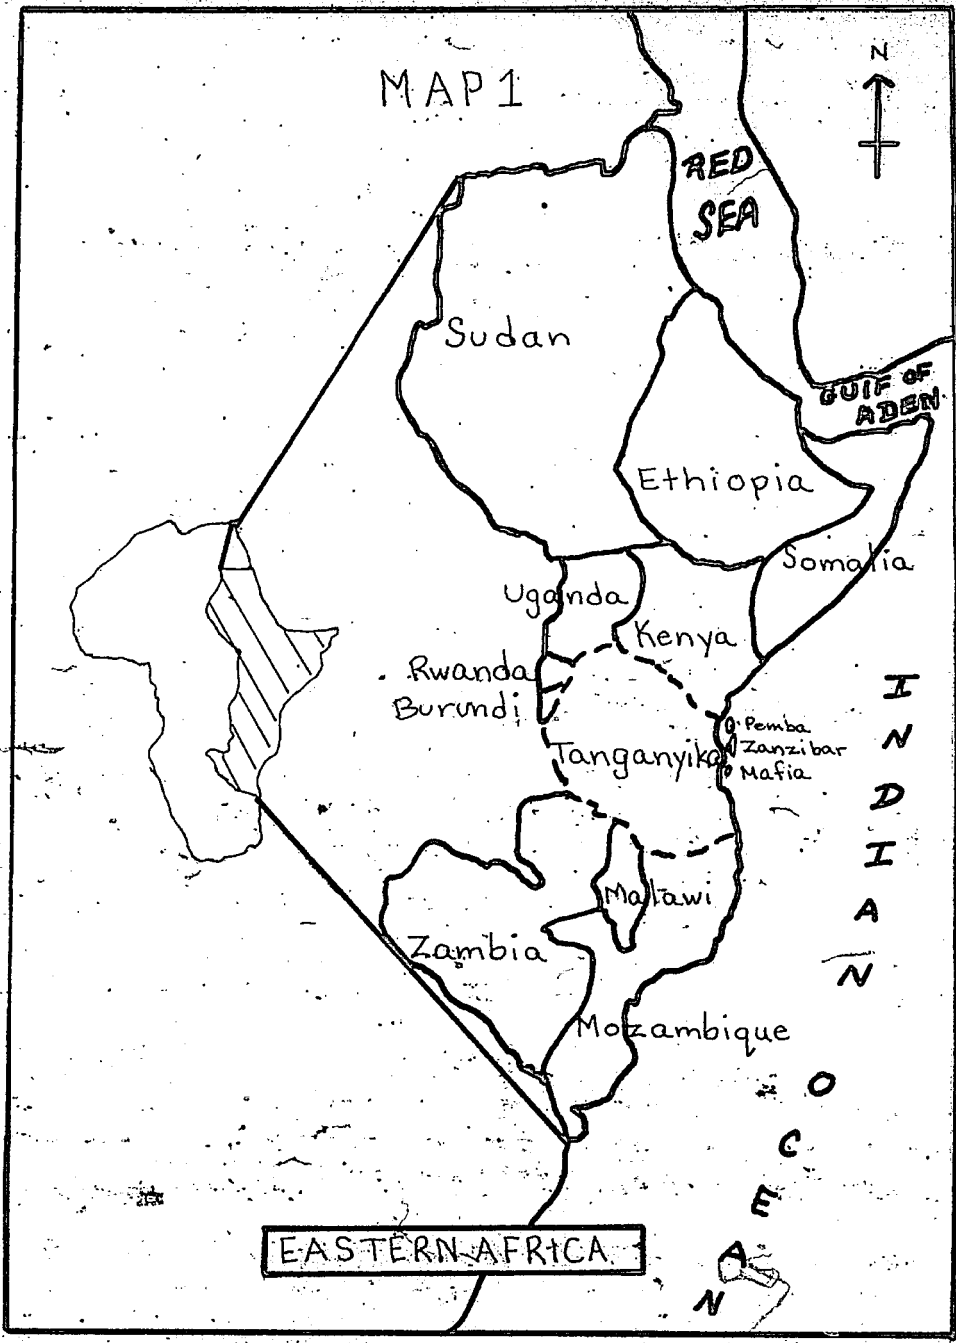 MAP 1
N
RED
SEA
Sudan
GUIF OF
ADEN
Ethiopia
Somalia
Uganda
Kenya
Rwanda
Burundi
Pemba
Tanganyika
Zanzibar
Mafia
Malawi
Zambia
Mozambique
INDIAN
OCEAN
EASTERN AFRICA